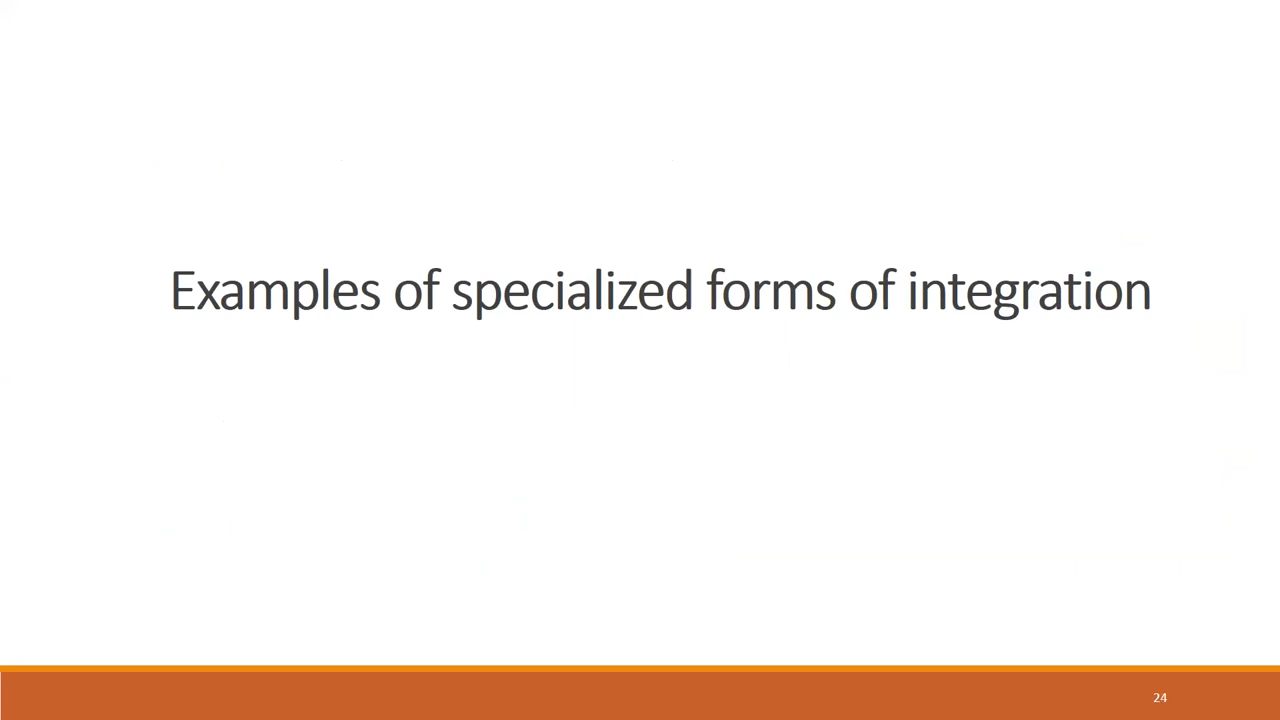 Examples of specialized forms of integration
24